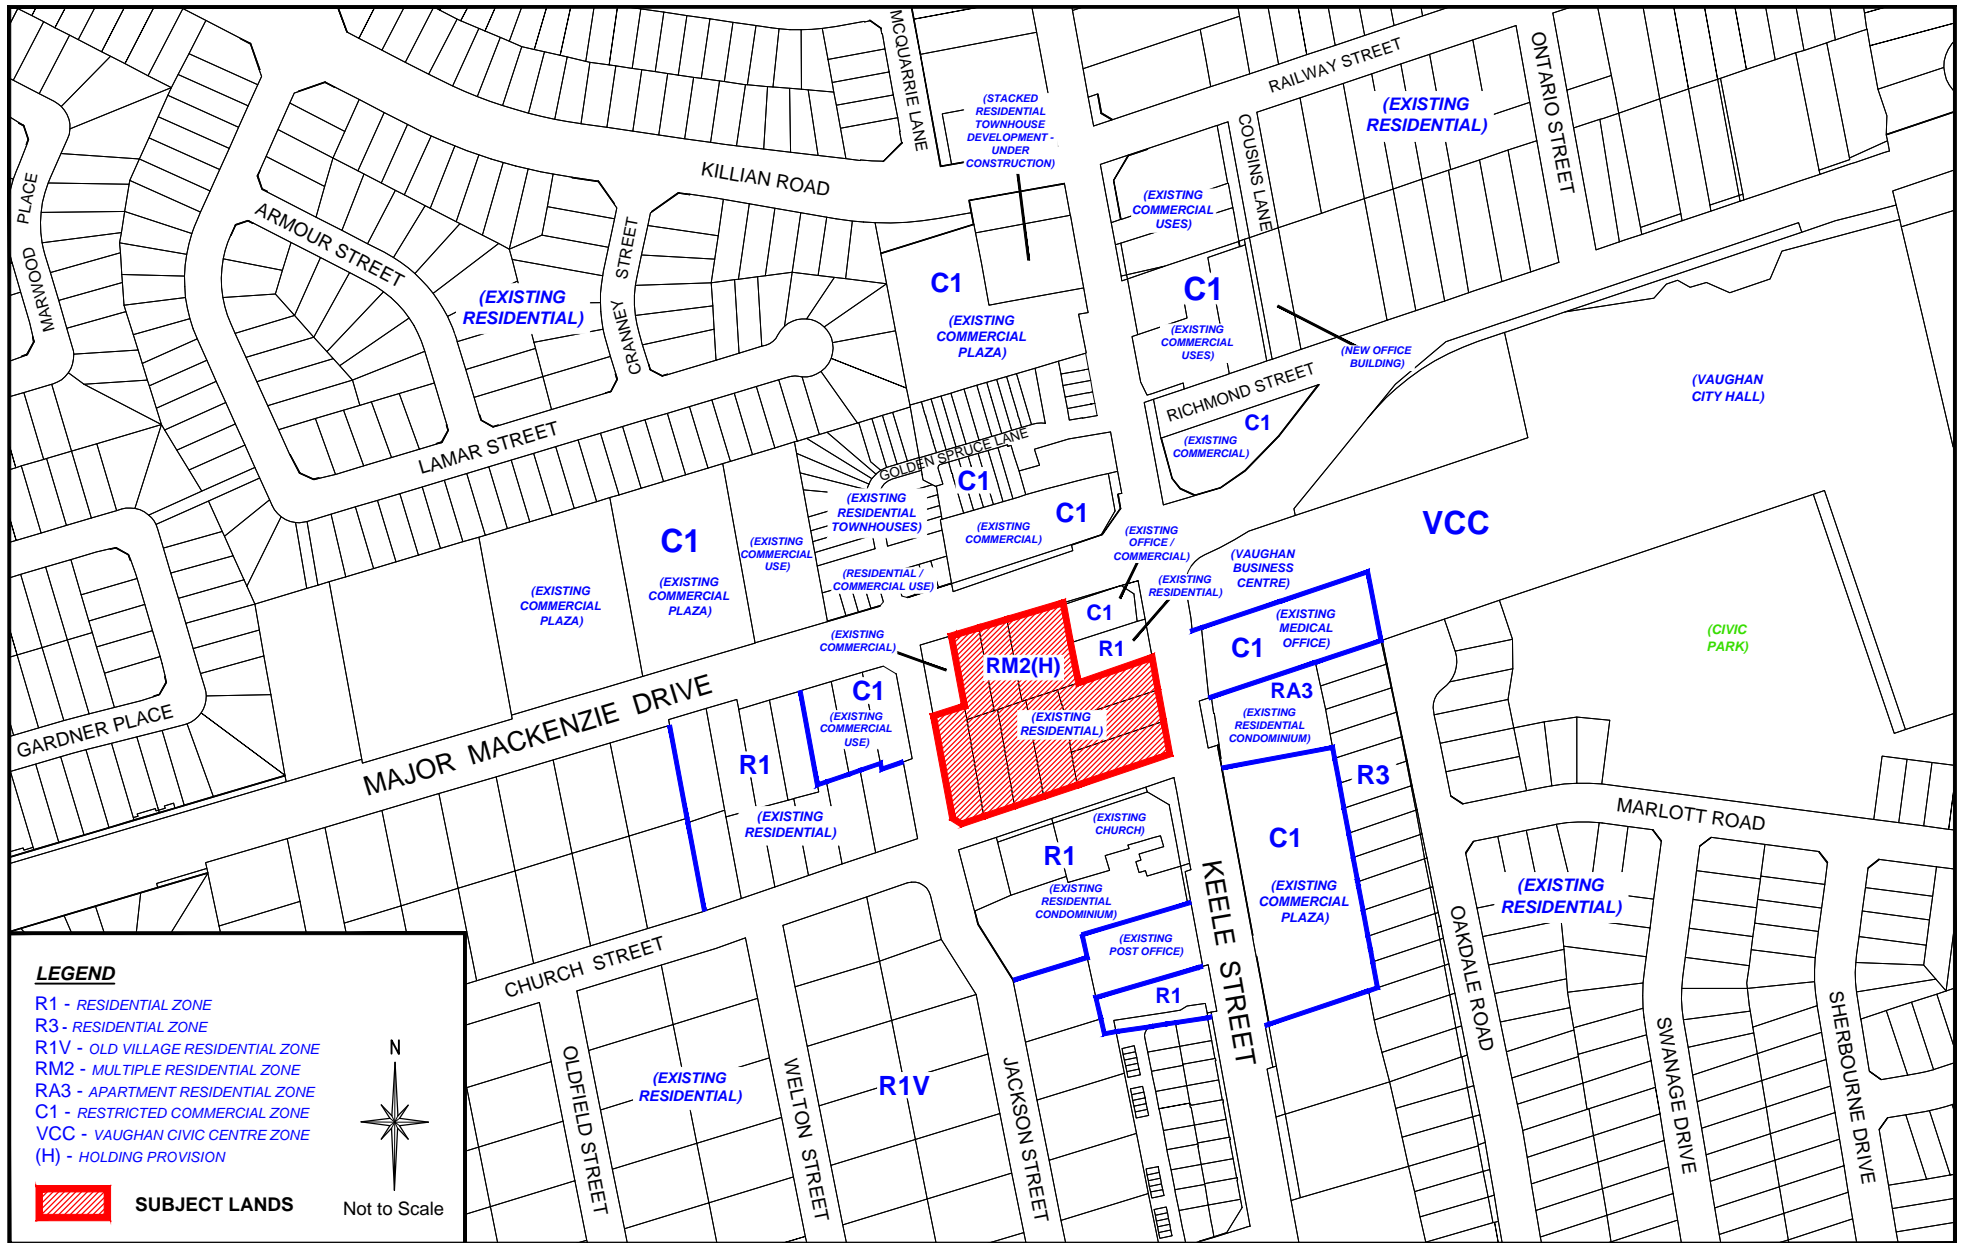 MCQUARRIE LANE
RAILWAY STREET
ONTARIO STREET
(STACKED
RESIDENTIAL
TOWNHOUSE
DEVELOPMENT -
UNDER
CONSTRUCTION)
(EXISTING
RESIDENTIAL)
COUSINS LANE
KILLIAN ROAD
MARWOOD PLACE
ARMOUR STREET
CRANNEY STREET
(EXISTING
RESIDENTIAL)
(EXISTING
COMMERCIAL
USES)
C1
(EXISTING
COMMERCIAL
PLAZA)
C1
(EXISTING
COMMERCIAL
USES)
(NEW OFFICE
BUILDING)
(VAUGHAN
CITY HALL)
RICHMOND STREET
C1
(EXISTING
COMMERCIAL)
LAMAR STREET
GOLDEN SPRUCE LANE
C1
(EXISTING
RESIDENTIAL
TOWNHOUSES)
C1
(EXISTING
COMMERCIAL)
VCC
C1
(EXISTING
COMMERCIAL
PLAZA)
(EXISTING
COMMERCIAL
USE)
(EXISTING
COMMERCIAL
PLAZA)
(RESIDENTIAL /
COMMERCIAL USE)
(EXISTING
OFFICE /
COMMERCIAL)
(EXISTING
RESIDENTIAL)
(VAUGHAN
BUSINESS
CENTRE)
C1
(EXISTING
MEDICAL
OFFICE)
(CIVIC
PARK)
(EXISTING
COMMERCIAL)
C1
R1
RM2(H)
(EXISTING
RESIDENTIAL)
RA3
(EXISTING
RESIDENTIAL
CONDOMINIUM)
GARDNER PLACE
MAJOR MACKENZIE DRIVE
C1
(EXISTING
COMMERCIAL
USE)
R1
(EXISTING
RESIDENTIAL)
R3
MARLOTT ROAD
(EXISTING
CHURCH)
R1
(EXISTING
RESIDENTIAL
CONDOMINIUM)
C1
(EXISTING
COMMERCIAL
PLAZA)
(EXISTING
RESIDENTIAL)
KEELE STREET
(EXISTING
POST OFFICE)
R1
CHURCH STREET
OAKDALE ROAD
SWANAGE DRIVE
SHERBOURNE DRIVE
OLDFIELD STREET
(EXISTING
RESIDENTIAL)
WELTON STREET
R1V
JACKSON STREET
LEGEND
R1 - RESIDENTIAL ZONE
R3 - RESIDENTIAL ZONE
R1V - OLD VILLAGE RESIDENTIAL ZONE
RM2 - MULTIPLE RESIDENTIAL ZONE
RA3 - APARTMENT RESIDENTIAL ZONE
C1 - RESTRICTED COMMERCIAL ZONE
VCC - VAUGHAN CIVIC CENTRE ZONE
(H) - HOLDING PROVISION
SUBJECT LANDS
N
Not to Scale